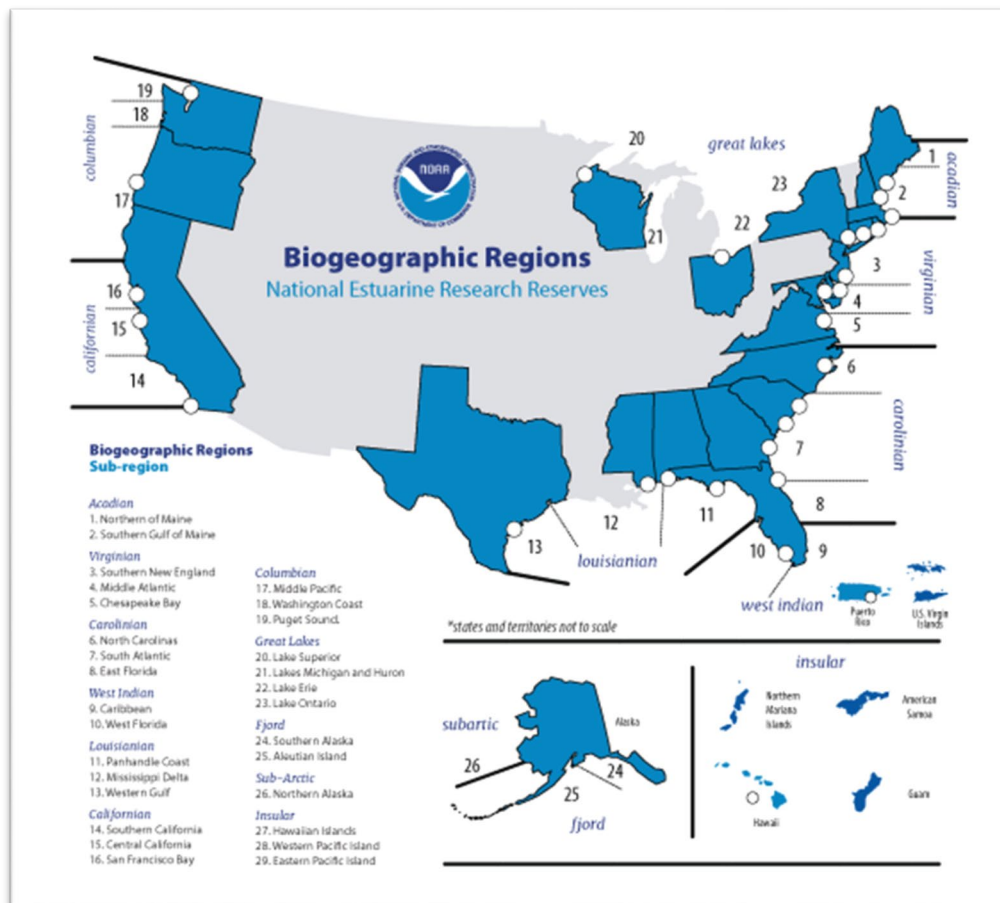 19
18
columbian
17
16
15
californian
14
NOAA
NATIONAL OCEANIC AND ATMOSPHERIC ADMINISTRATION
U.S. DEPARTMENT OF COMMERCE
Biogeographic Regions
National Estuarine Research Reserves
20
great lakes
23
22
21
1
acadian
2
3
virginian
4
5
6
carolinian
7
8
9
10
11
12
13
louisianian
west indian
Puerto
Rico
U.S. Virgin
Islands
*states and territories not to scale
Biogeographic Regions
Sub-region
Acadian
1. Northern of Maine
2. Southern Gulf of Maine
Virginian
3. Southern New England
4. Middle Atlantic
5. Chesapeake Bay
Carolinian
6. North Carolinas
7. South Atlantic
8. East Florida
West Indian
9. Caribbean
10. West Florida
Louisianian
11. Panhandle Coast
12. Mississippi Delta
13. Western Gulf
Californian
14. Southern California
15. Central California
16. San Francisco Bay
Columbian
17. Middle Pacific
18. Washington Coast
19. Puget Sound.
Great Lakes
20. Lake Superior
21. Lakes Michigan and Huron
22. Lake Erie
23. Lake Ontario
Fjord
24. Southern Alaska
25. Aleutian Island
Sub-Arctic
26. Northern Alaska
Insular
27. Hawaiian Islands
28. Western Pacific Island
29. Eastern Pacific Island
subartic
Alaska
26
24
25
fjord
insular
Northern
Mariana
Islands
American
Samoa
Hawaii
Guam